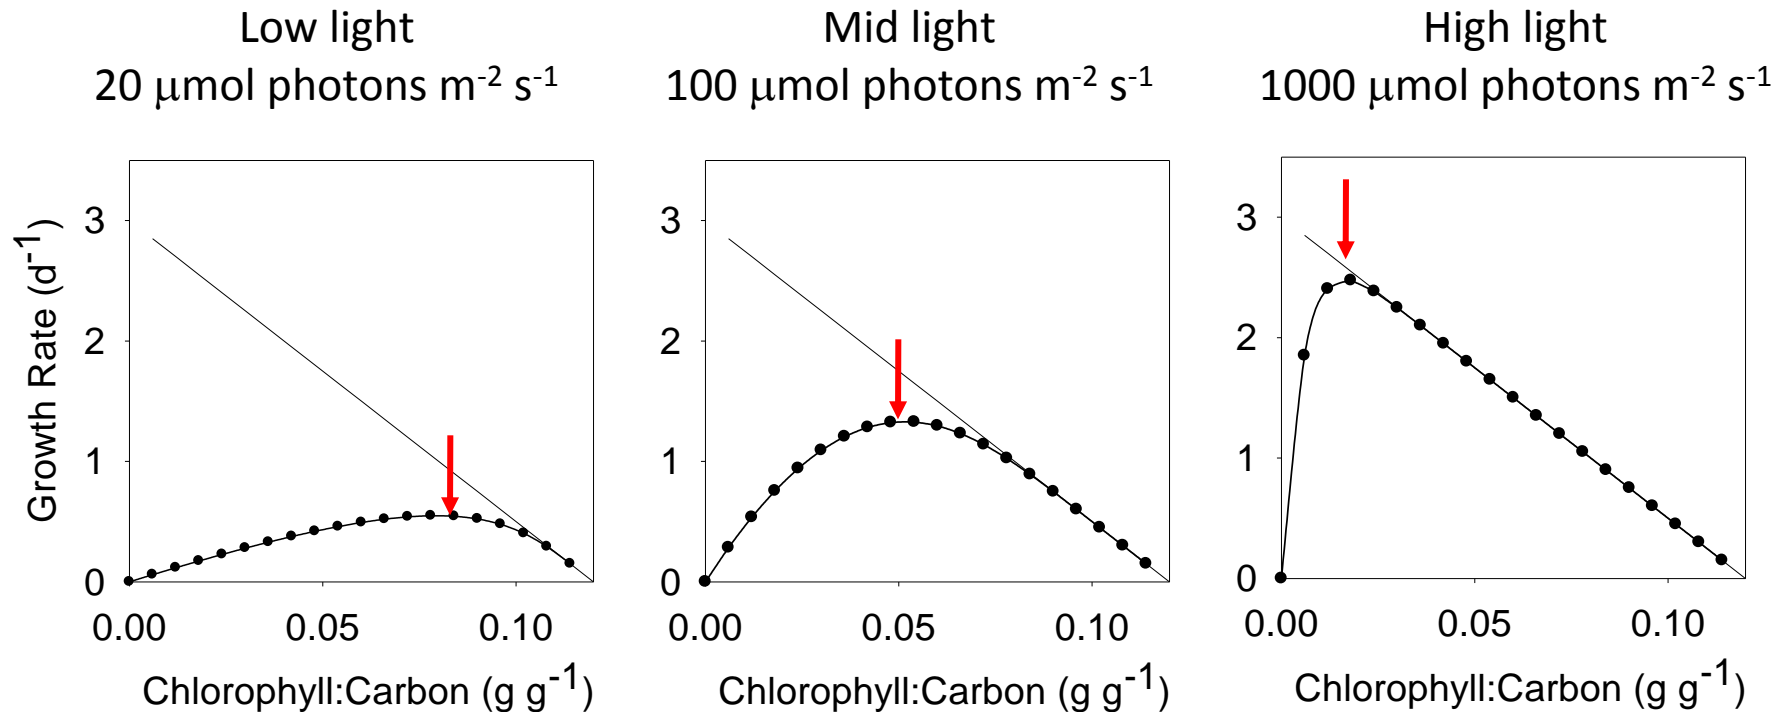 Low light
20 μmol photons m-2 s-1
Mid light
100 μmol photons m-2 s-1
High light
1000 μmol photons m-2 s-1
Growth Rate (d-1)
3
2
1
0
0.00 0.05 0.10
Chlorophyll:Carbon (g g-1)
3
2
1
0
0.00 0.05 0.10
Chlorophyll:Carbon (g g-1)
3
2
1
0
0.00 0.05 0.10
Chlorophyll:Carbon (g g-1)